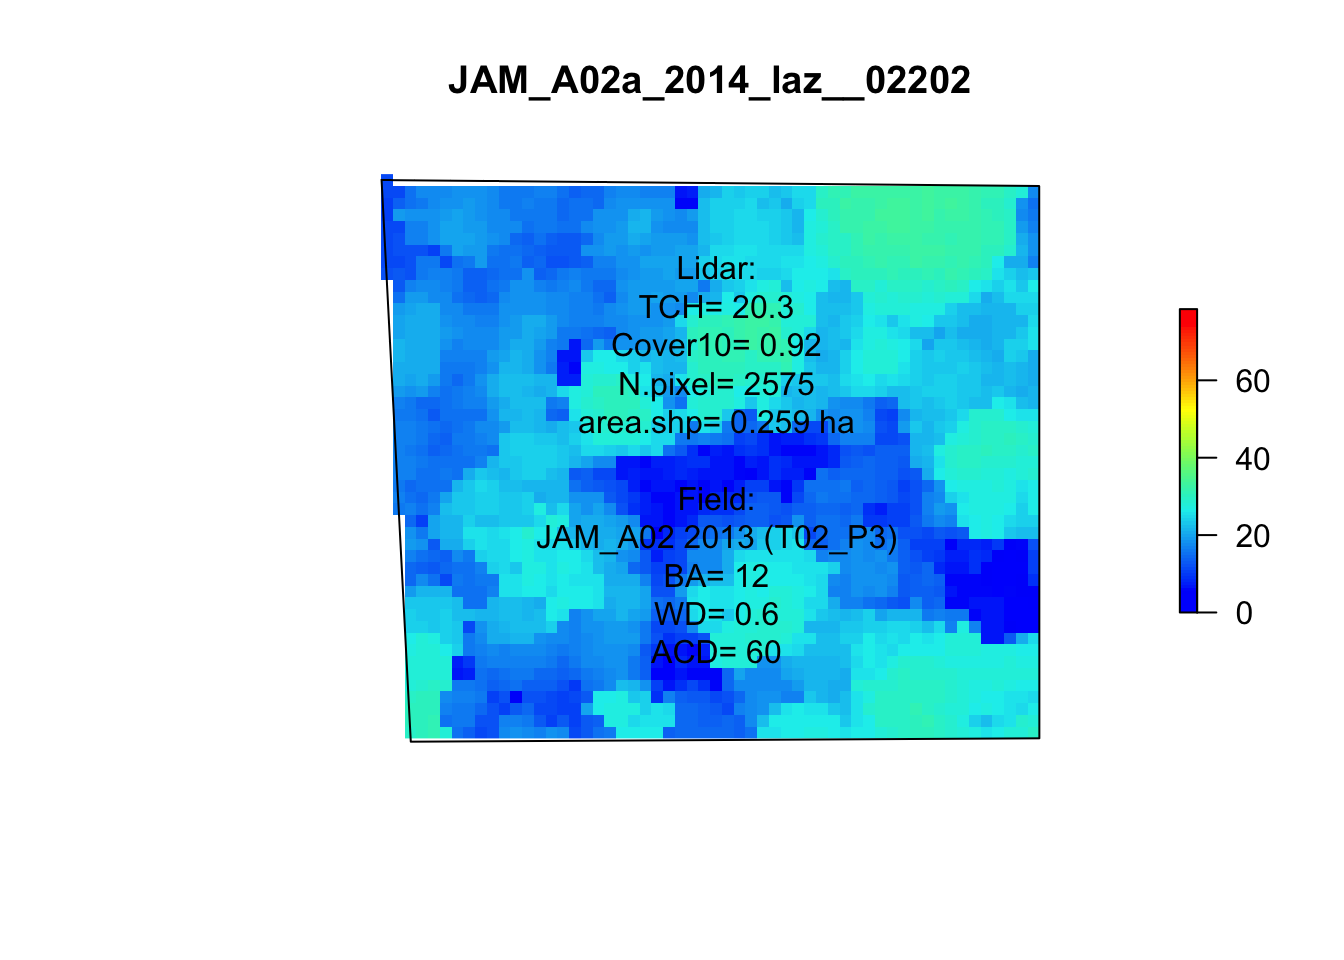 JAM_A02a_2014_laz__02202
Lidar:
TCH= 20.3
Cover10= 0.92
N.pixel= 2575
area.shp= 0.259 ha
Field:
JAM_A02 2013 (T02_P3)
BA= 12
WD= 0.6
ACD= 60
60
40
20
0